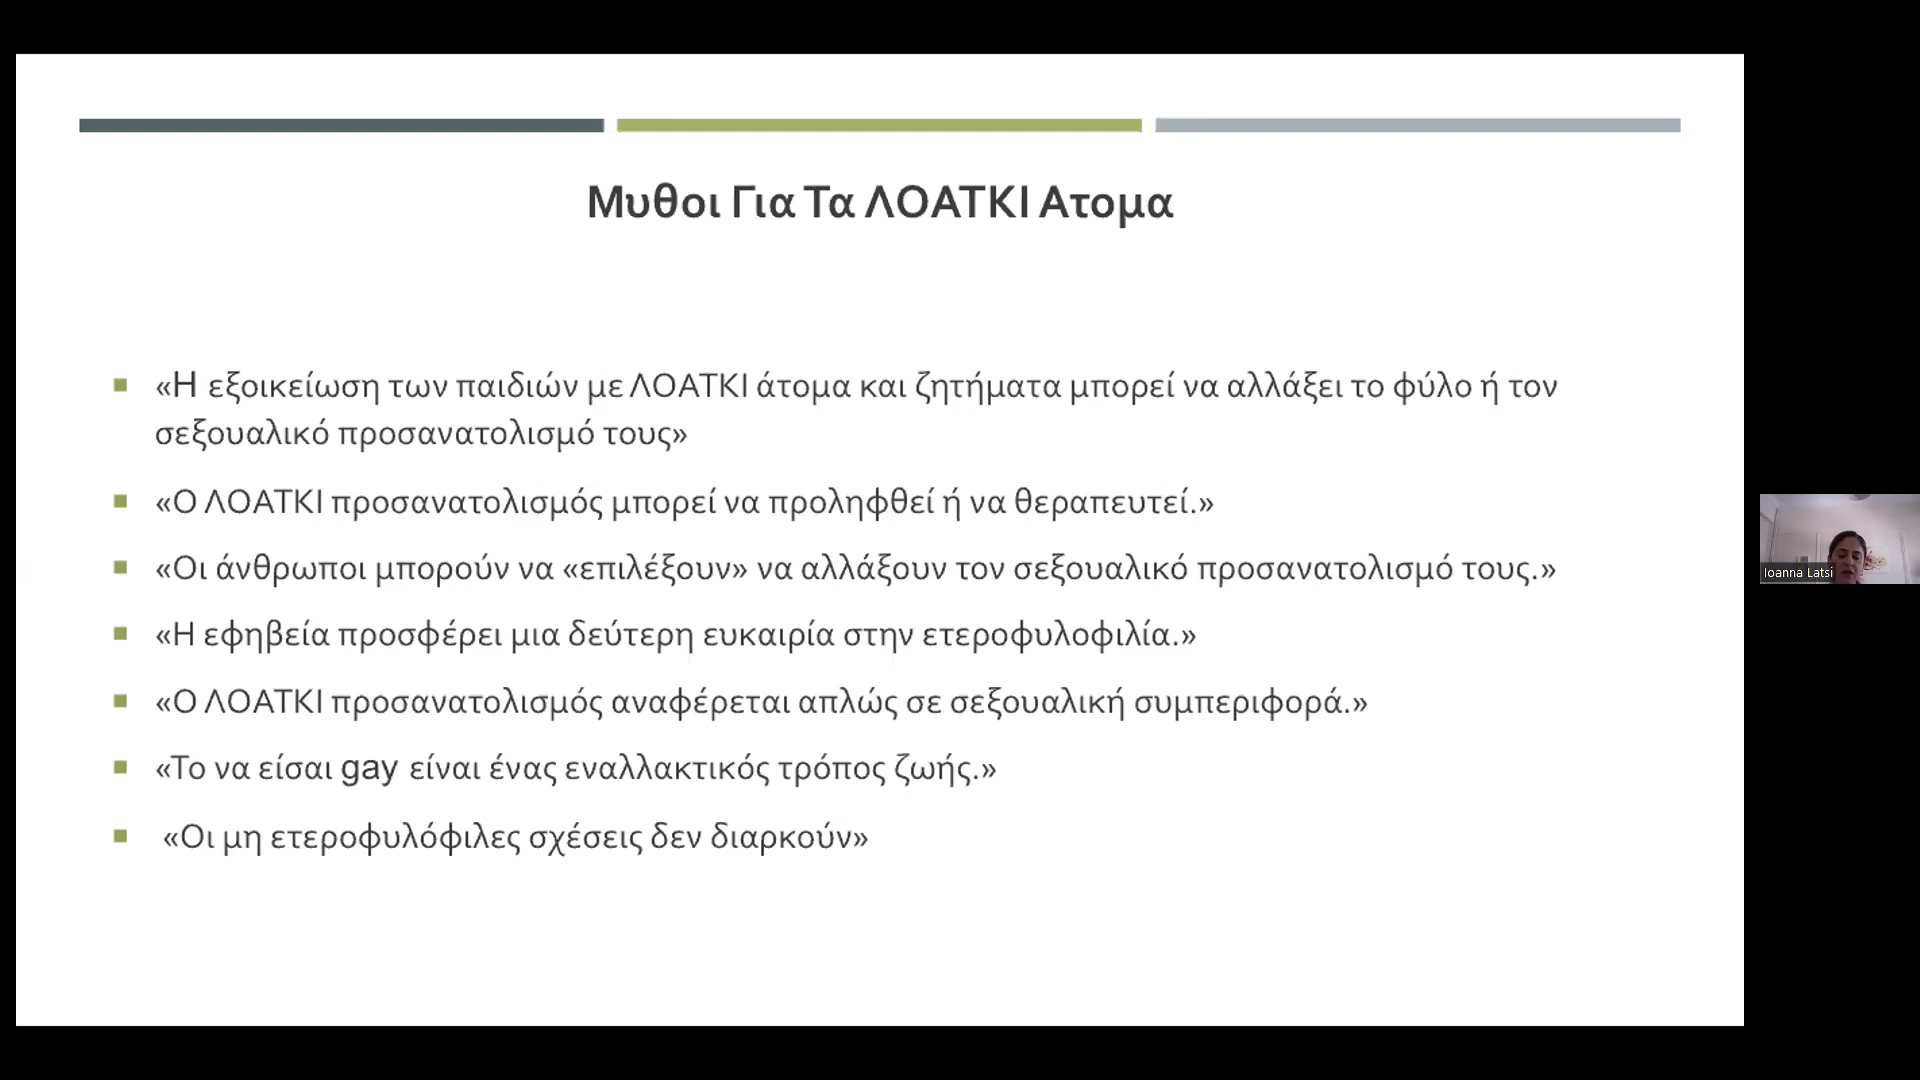 Μυθοι Για Τα ΛΟΑΤΚΙ Ατομα
«Η εξοικείωση των παιδιών με ΛΟΑΤΚΙ άτομα και ζητήματα μπορεί να αλλάξει το φύλο ή τον
σεξουαλικό προσανατολισμό τους»
«Ο ΛΟΑΤΚΙ προσανατολισμός μπορεί να προληφθεί ή να θεραπευτεί.»
«Οι άνθρωποι μπορούν να «επιλέξουν» να αλλάξουν τον σεξουαλικό προσανατολισμό τους.»
«Η εφηβεία προσφέρει μια δεύτερη ευκαιρία στην ετεροφυλοφιλία.»
«Ο ΛΟΑΤΚΙ προσανατολισμός αναφέρεται απλώς σε σεξουαλική συμπεριφορά.»
«Το να είσαι gay είναι ένας εναλλακτικός τρόπος ζωής.»
«Οι μη ετεροφυλόφιλες σχέσεις δεν διαρκούν»
Ioanna Latsi